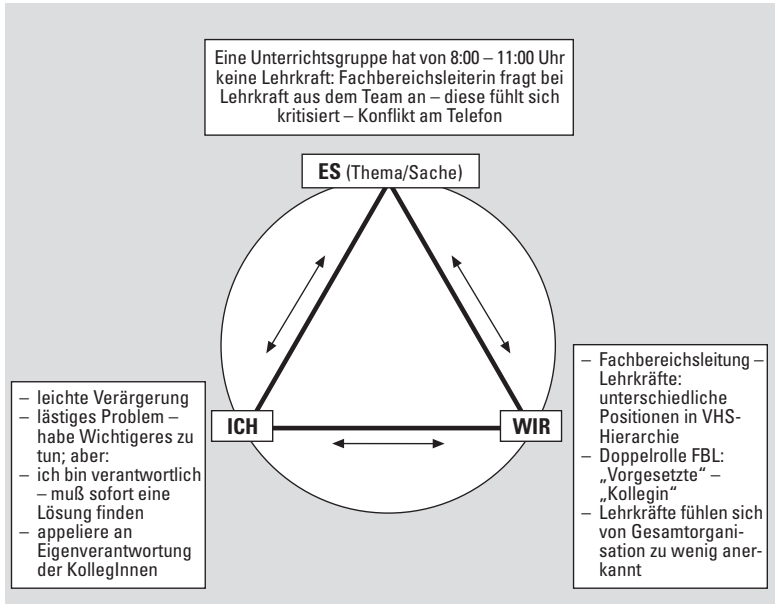 Eine Unterrichtsgruppe hat von 8:00 – 11:00 Uhr
keine Lehrkraft: Fachbereichsleiterin fragt bei
Lehrkraft aus dem Team an – diese fühlt sich
kritisiert – Konflikt am Telefon
ES (Thema/Sache)
ICH
WIR
– leichte Verärgerung
– lästiges Problem –
habe Wichtigeres zu
tun; aber:
– ich bin verantwortlich
– muß sofort eine
Lösung finden
– appeliere an
Eigenverantwortung
der KollegInnen
– Fachbereichsleitung –
Lehrkräfte:
unterschiedliche
Positionen in VHS-
Hierarchie
– Doppelrolle FBL:
„Vorgesetzte“ –
„Kollegin“
– Lehrkräfte fühlen sich
von Gesamtorgani-
sation zu wenig aner-
kannt